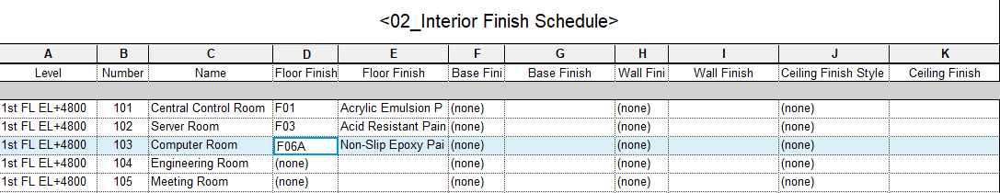 <02_Interior Finish Schedule>
A B C D E F G H I J K
Level Number Name Floor Finish Floor Finish Base Fini Base Finish Wall Fini Wall Finish Ceiling Finish Style Ceiling Finish
1st FL EL+4800 101 Central Control Room F01 Acrylic Emulsion P (none) (none) (none)
1st FL EL+4800 102 Server Room F03 Acid Resistant Pain (none) (none) (none)
1st FL EL+4800 103 Computer Room F06A Non-Slip Epoxy Pai (none) (none) (none)
1st FL EL+4800 104 Engineering Room (none) (none) (none) (none)
1st FL EL+4800 105 Meeting Room (none) (none) (none) (none)